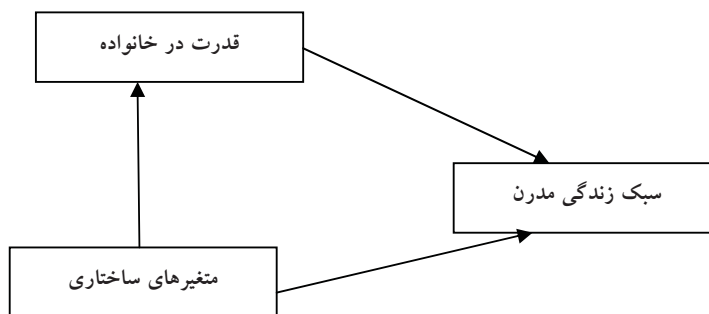 قدرت در خانواده
سبک زندگی مدرن
متغیرهای ساختاری